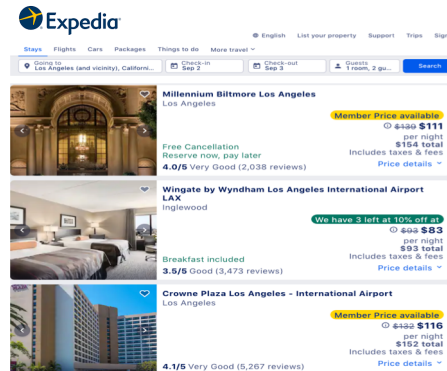 Expedia
English List your property Support Trips Sign
Stays Flights Cars Packages Things to do More travel
Going to
Los Angeles (and vicinity), Californi...
Check-in
Sep 2
Check-out
Sep 3
Guests
1 room, 2 gu...
Search
Millennium Biltmore Los Angeles
Los Angeles
Member Price available
$139 $111
per night
$154 total
Includes taxes & fees
Price details
Free Cancellation
Reserve now, pay later
4.0/5 Very Good (2,038 reviews)
Wingate by Wyndham Los Angeles International Airport
LAX
Inglewood
We have 3 left at 10% off at
$93 $83
per night
$93 total
Includes taxes & fees
Price details
Breakfast included
3.5/5 Good (3,473 reviews)
Crowne Plaza Los Angeles - International Airport
Los Angeles
Member Price available
$132 $116
per night
$152 total
Includes taxes & fees
Price details
4.1/5 Very Good (5,267 reviews)